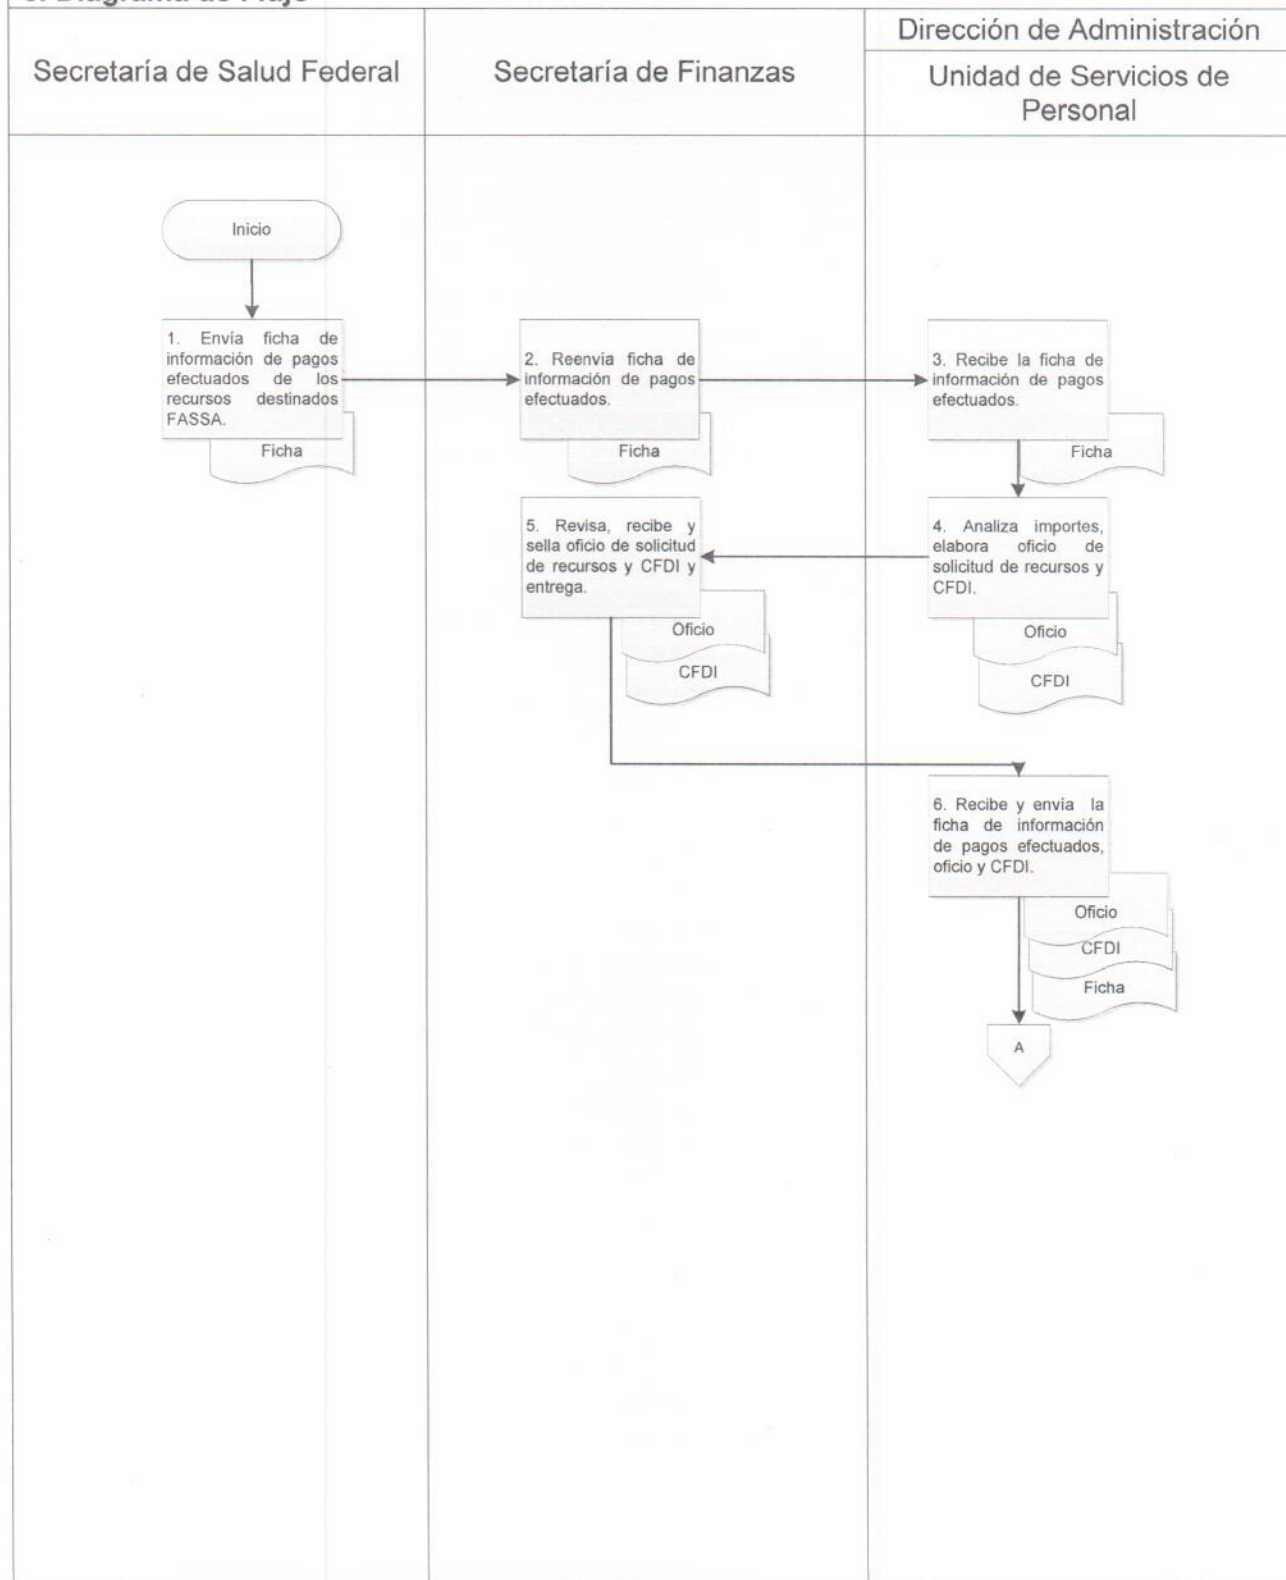 Secretaría de Salud Federal
Secretaría de Finanzas
Dirección de Administración
Unidad de Servicios de
Personal
Inicio
1. Envía ficha de
información de pagos
efectuados de los
recursos destinados
FASSA.
Ficha
2. Reenvía ficha de
información de pagos
efectuados.
Ficha
3. Recibe la ficha de
información de pagos
efectuados.
Ficha
4. Analiza importes,
elabora oficio de
solicitud de recursos y
CFDI.
Oficio
CFDI
5. Revisa, recibe y
sella oficio de solicitud
de recursos y CFDI y
entrega.
Oficio
CFDI
6. Recibe y envía la
ficha de información
de pagos efectuados,
oficio y CFDI.
Oficio
CFDI
Ficha
A